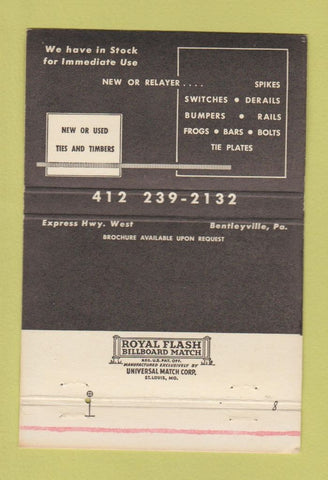 We have in Stock
for Immediate Use
NEW OR RELAYER . . . .
SPIKES
SWITCHES • DERAILS
BUMPERS • RAILS
FROGS • BARS • BOLTS
TIE PLATES
NEW OR USED
TIES AND TIMBERS
412 239-2132
Express Hwy. West
Bentleyville, Pa.
BROCHURE AVAILABLE UPON REQUEST
ROYAL FLASH
BILLBOARD MATCH
REG. U.S. PAT. OFF.
MANUFACTURED EXCLUSIVELY BY
UNIVERSAL MATCH CORP.
ST. LOUIS, MO.
8